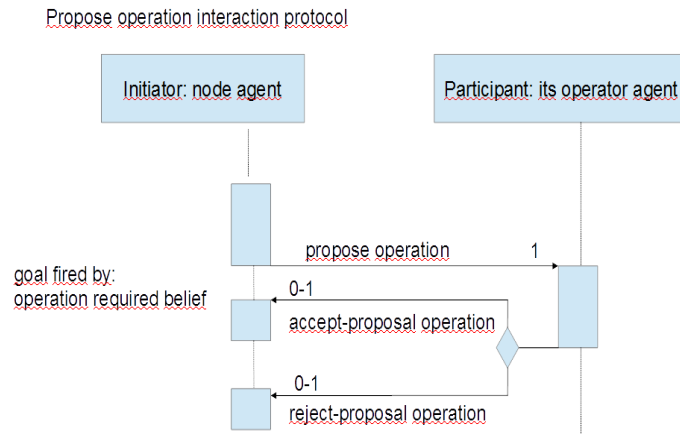 Propose operation interaction protocol
Initiator: node agent
Participant: its operator agent
propose operation
1
goal fired by:
operation required belief
0-1
accept-proposal operation
0-1
reject-proposal operation